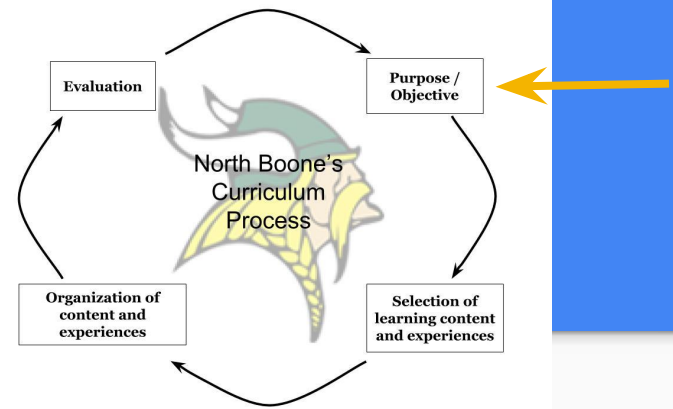 Evaluation
Purpose /
Objective
North Boone's
Curriculum
Process
Organization of
content and
experiences
Selection of
learning content
and experiences